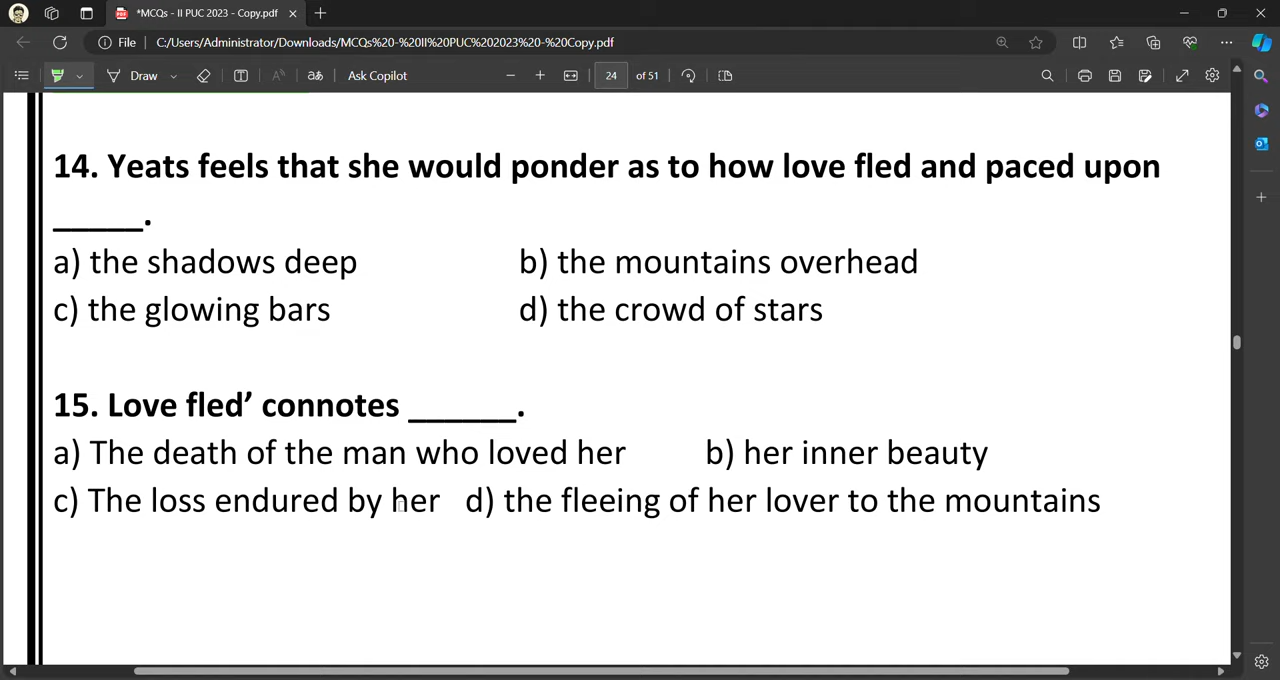 *MCQs - II PUC 2023 - Copy.pdf
File C:/Users/Administrator/Downloads/MCQs%20-%20II%20PUC%202023%20-%20Copy.pdf
Draw Ask Copilot 24 of 51
14. Yeats feels that she would ponder as to how love fled and paced upon
_____.
a) the shadows deep b) the mountains overhead
c) the glowing bars d) the crowd of stars
15. Love fled’ connotes ______.
a) The death of the man who loved her b) her inner beauty
c) The loss endured by her d) the fleeing of her lover to the mountains